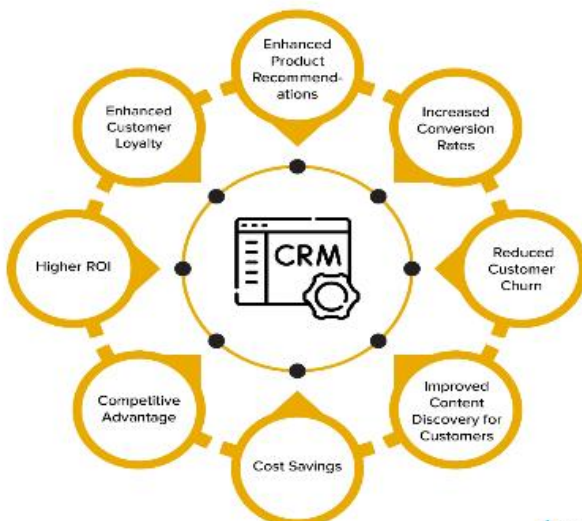 Enhanced
Product
Recommend-
ations
Increased
Conversion
Rates
Reduced
Customer
Churn
Improved
Content
Discovery for
Customers
Cost Savings
Competitive
Advantage
Higher ROI
Enhanced
Customer
Loyalty
CRM